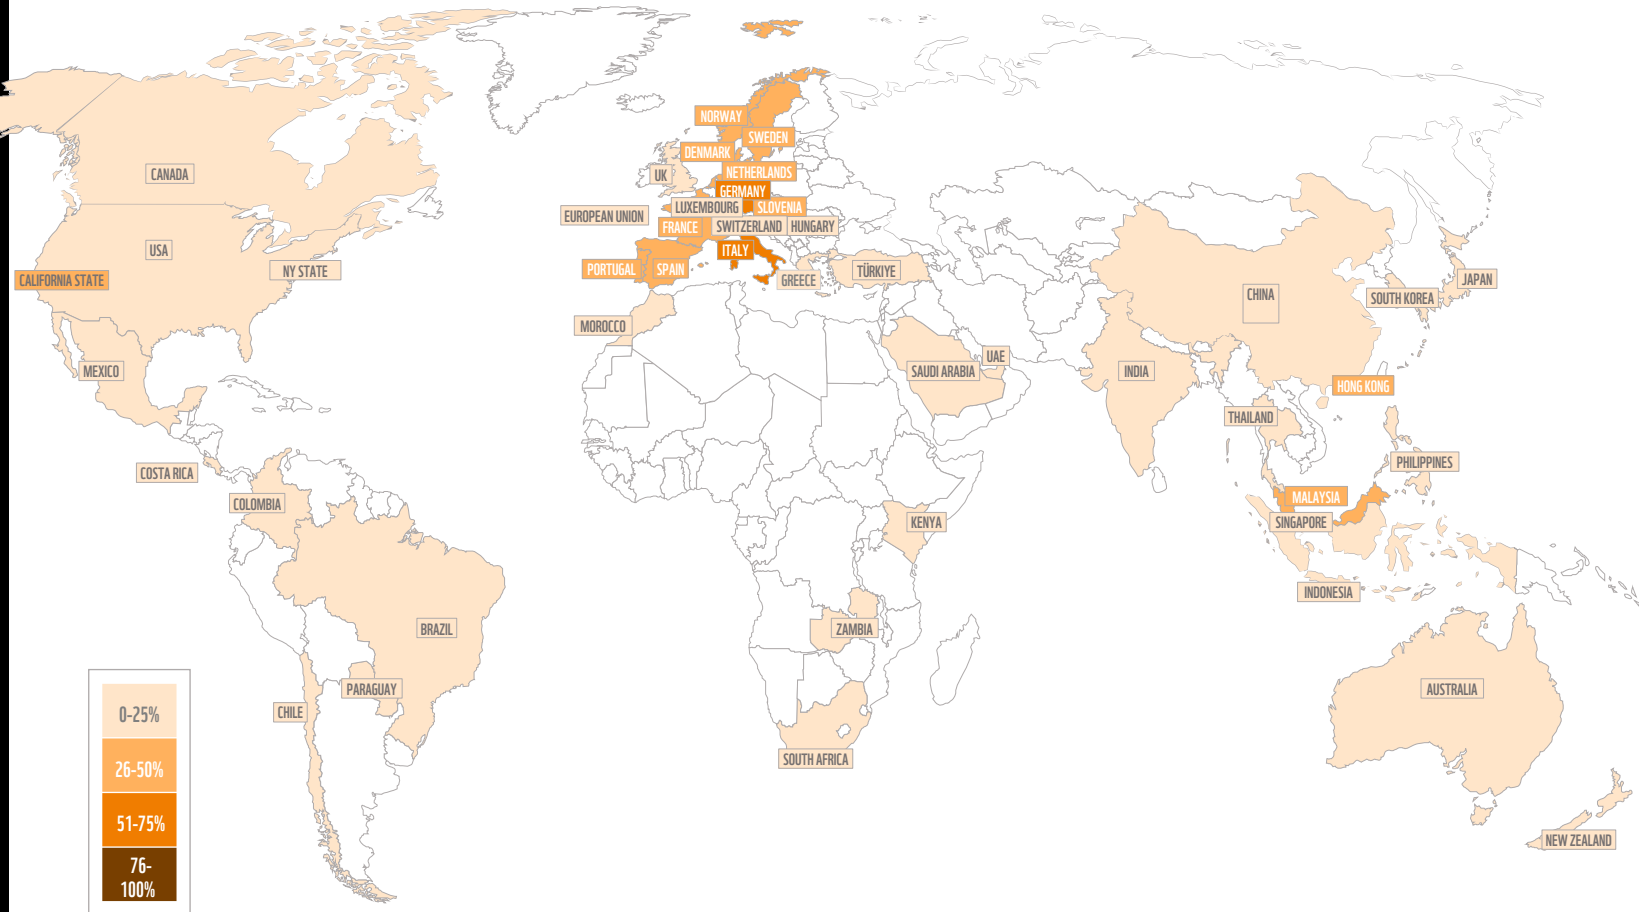 NORWAY
SWEDEN
DENMARK
NETHERLANDS
UK
GERMANY
CANADA
LUXEMBOURG
SLOVENIA
EUROPEAN UNION
FRANCE
SWITZERLAND
HUNGARY
USA
ITALY
NY STATE
PORTUGAL
SPAIN
GREECE
TÜRKIYE
CALIFORNIA STATE
JAPAN
CHINA
SOUTH KOREA
MOROCCO
UAE
MEXICO
SAUDI ARABIA
INDIA
HONG KONG
THAILAND
COSTA RICA
PHILIPPINES
COLOMBIA
MALAYSIA
KENYA
SINGAPORE
INDONESIA
BRAZIL
ZAMBIA
PARAGUAY
AUSTRALIA
CHILE
SOUTH AFRICA
NEW ZEALAND
0-25%
26-50%
51-75%
76-
100%